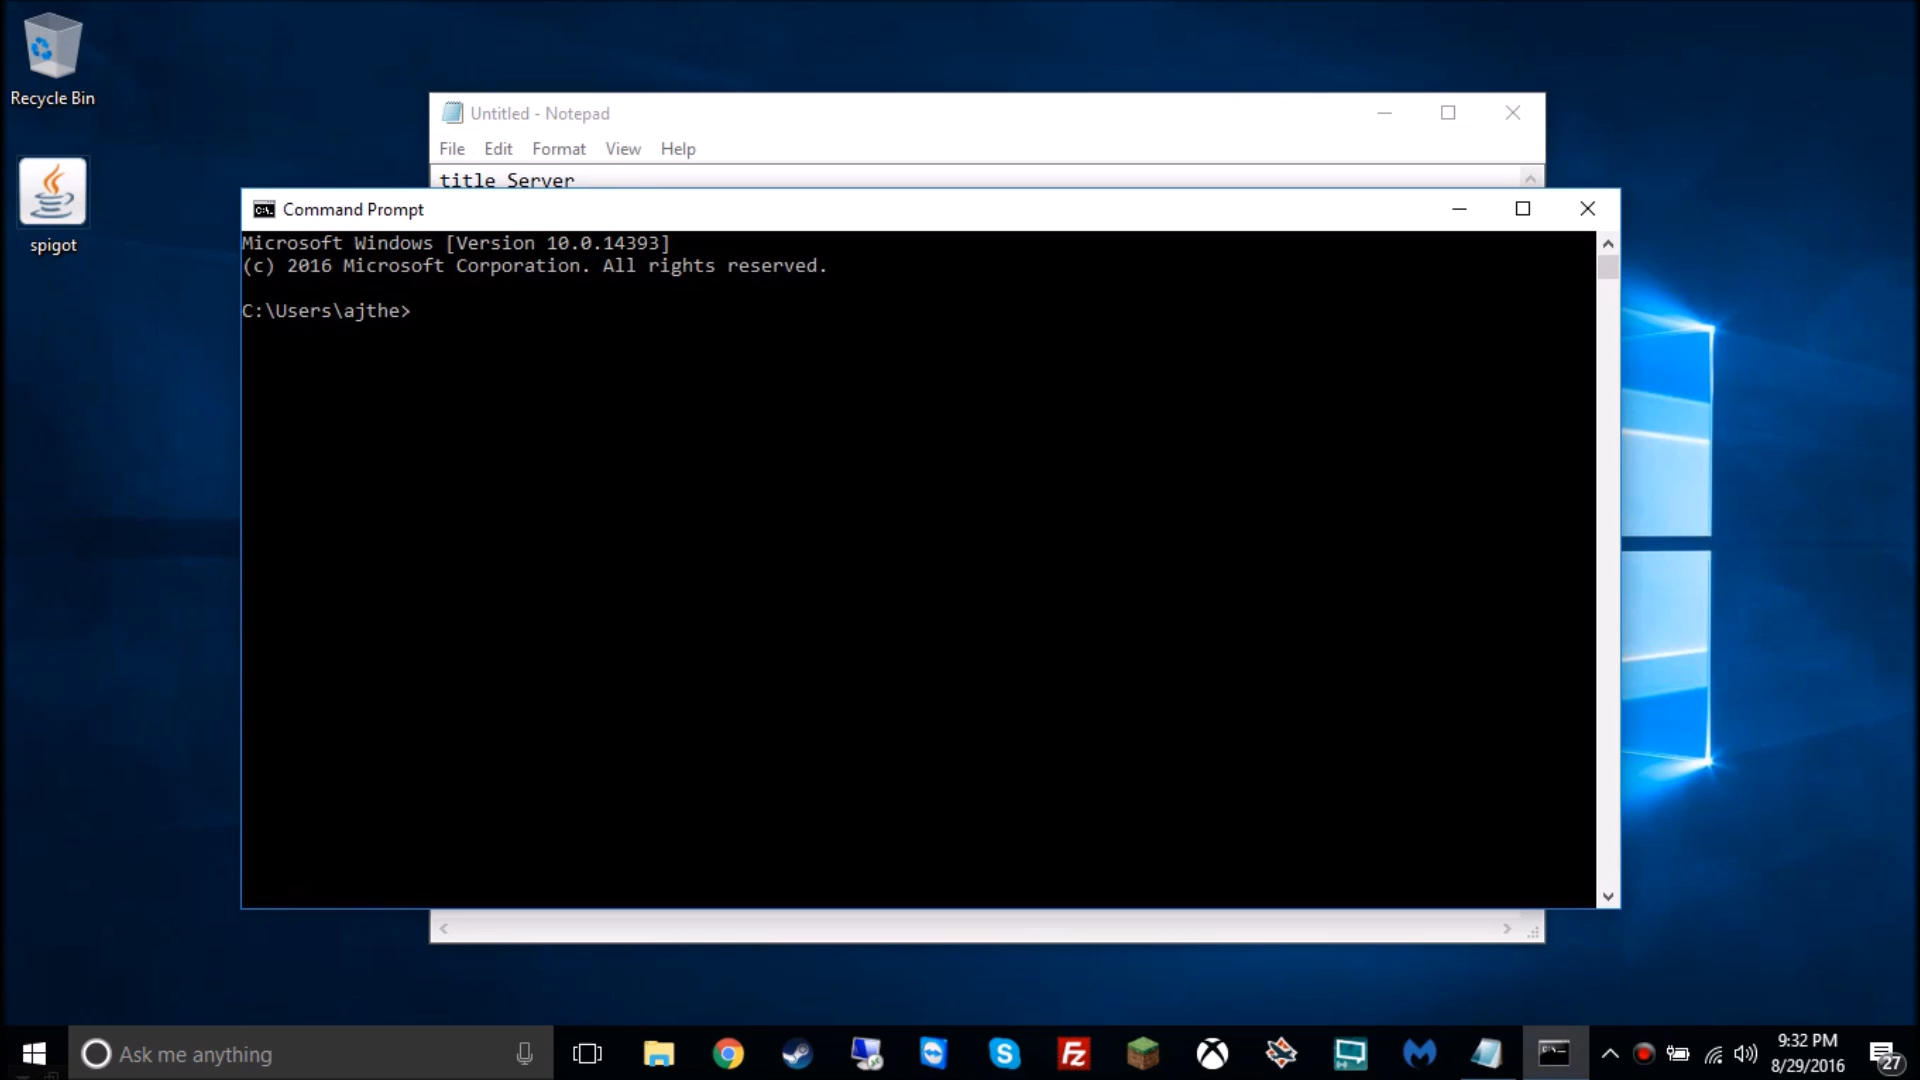 Recycle Bin
spigot
Untitled - Notepad
File Edit Format View Help
title Server
Command Prompt
Microsoft Windows [Version 10.0.14393]
(c) 2016 Microsoft Corporation. All rights reserved.
C:\Users\ajthe>
Ask me anything
9:32 PM
8/29/2016
27